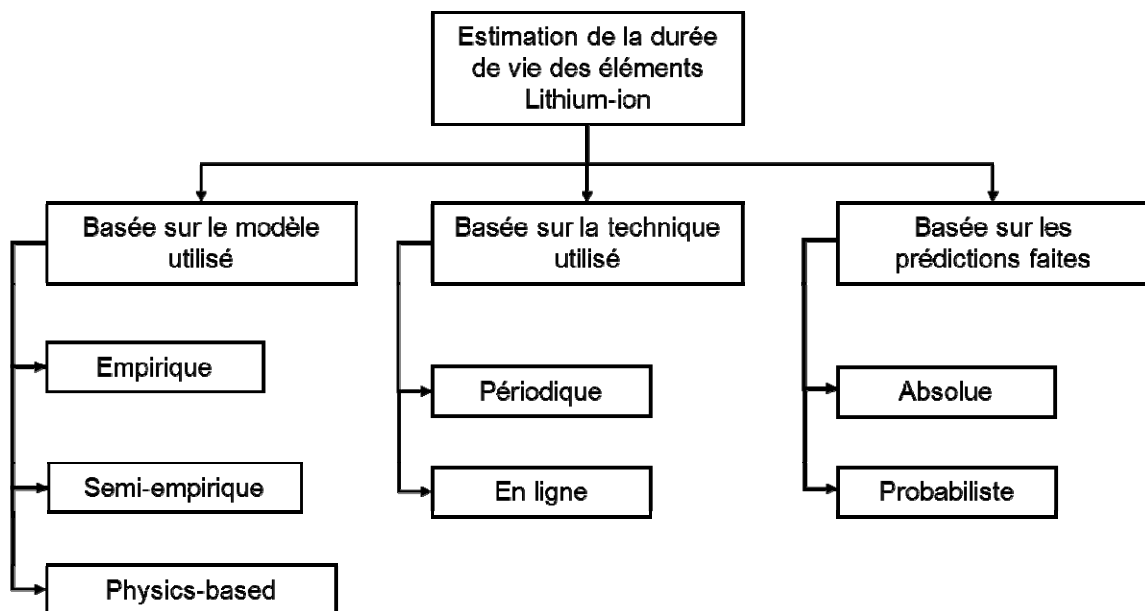 Estimation de la durée
de vie des éléments
Lithium-ion
Basée sur le modèle
utilisé
Basée sur la technique
utilisé
Basée sur les
prédictions faites
Empirique
Périodique
Absolue
Semi-empirique
En ligne
Probabiliste
Physics-based